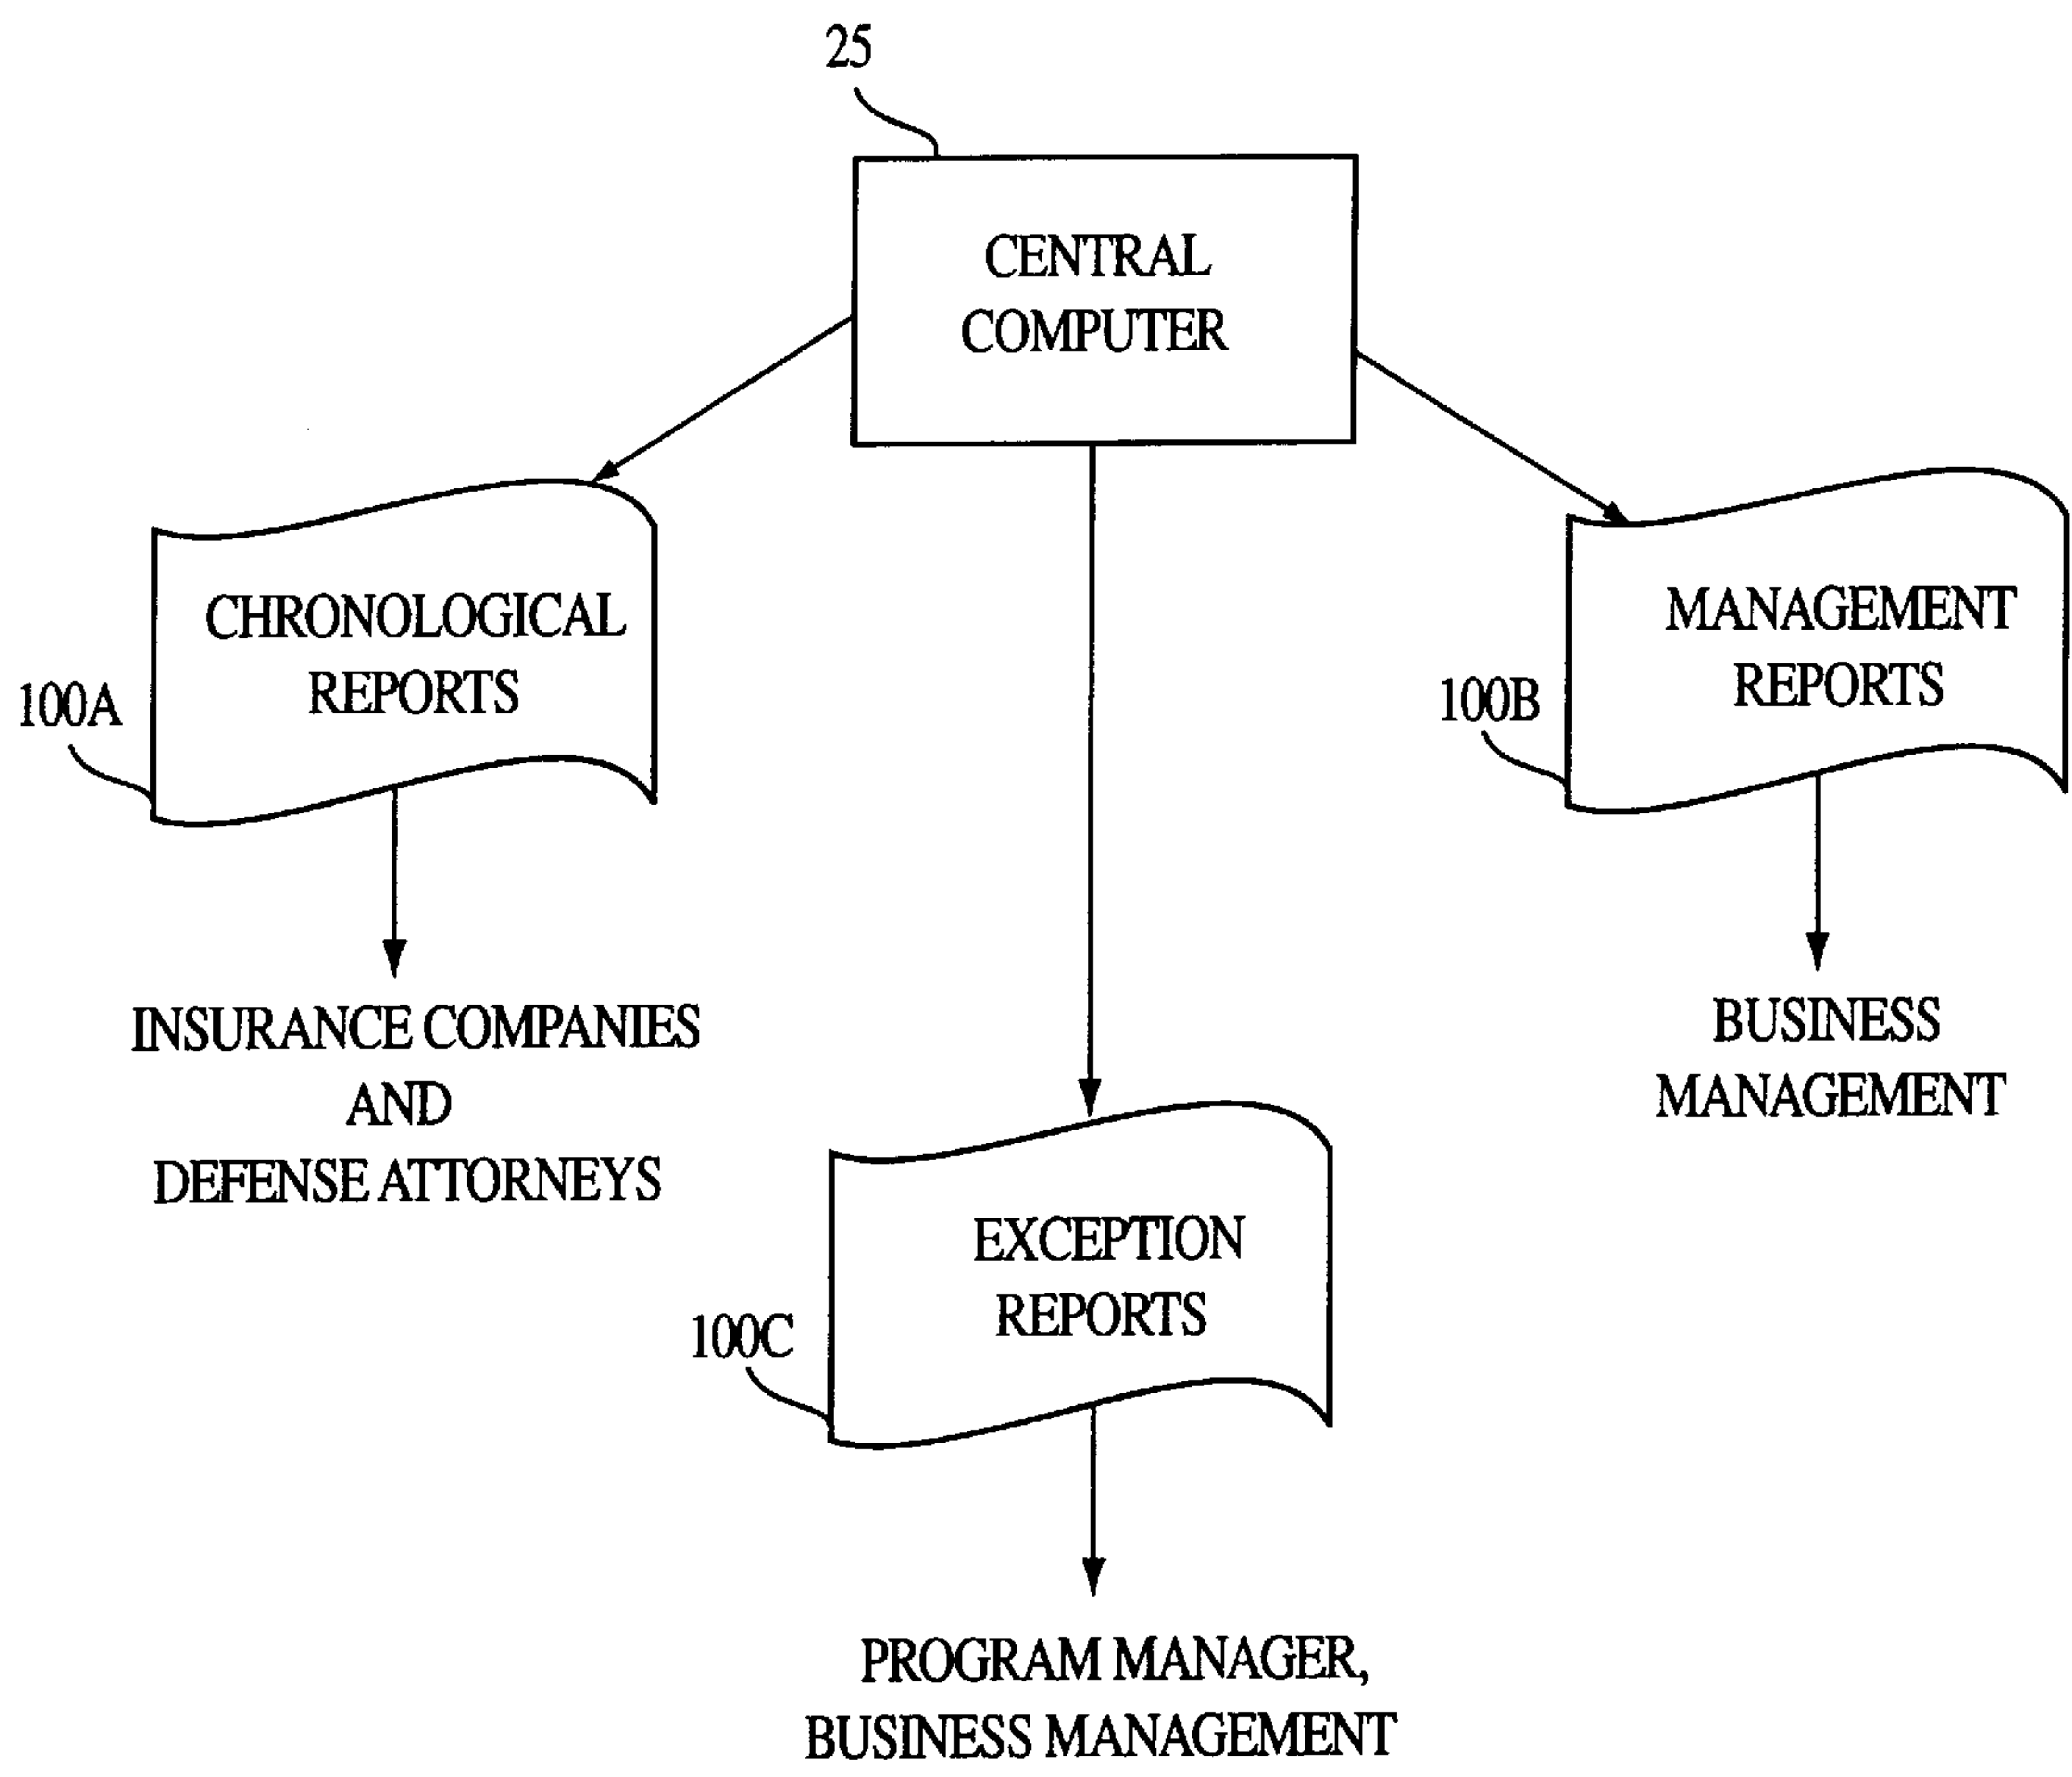 25
CENTRAL
COMPUTER
CHRONOLOGICAL
REPORTS
100A
MANAGEMENT
REPORTS
100B
INSURANCE COMPANIES
AND
DEFENSE ATTORNEYS
BUSINESS
MANAGEMENT
EXCEPTION
REPORTS
100C
PROGRAM MANAGER,
BUSINESS MANAGEMENT